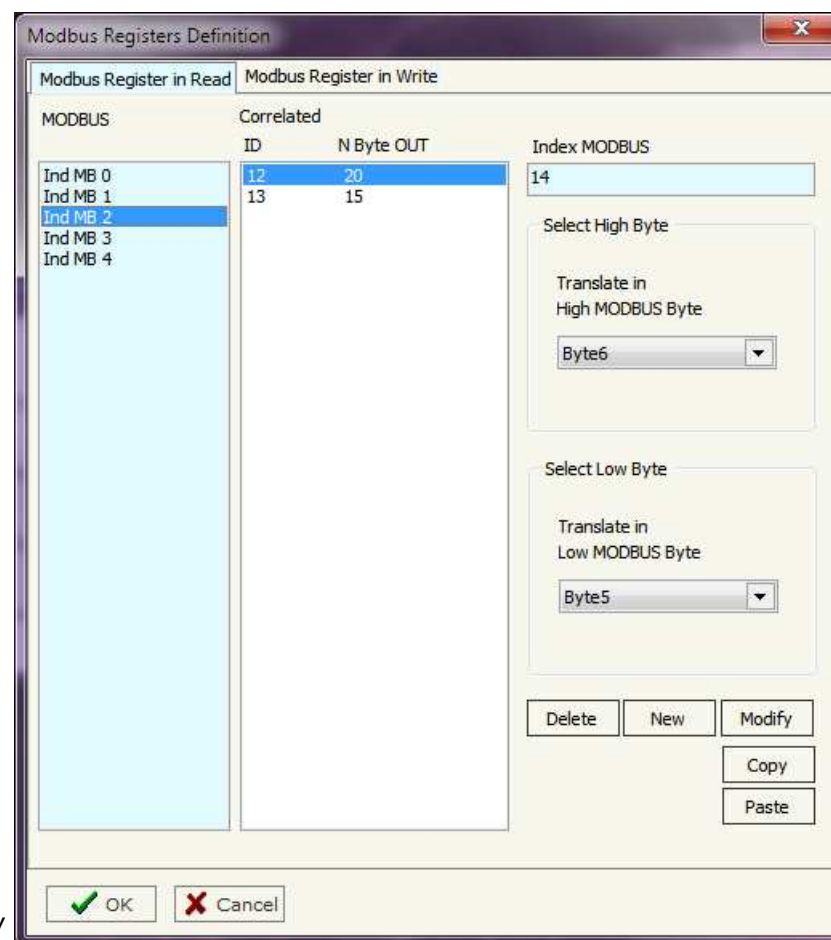 Modbus Registers Definition
Modbus Register in Read Modbus Register in Write
MODBUS
Correlated
ID N Byte OUT
Index MODBUS
Ind MB 0
Ind MB 1
Ind MB 2
Ind MB 3
Ind MB 4
12 20
13 15
14
Select High Byte
Translate in
High MODBUS Byte
Byte6
Select Low Byte
Translate in
Low MODBUS Byte
Byte5
Delete New Modify
Copy
Paste
OK Cancel